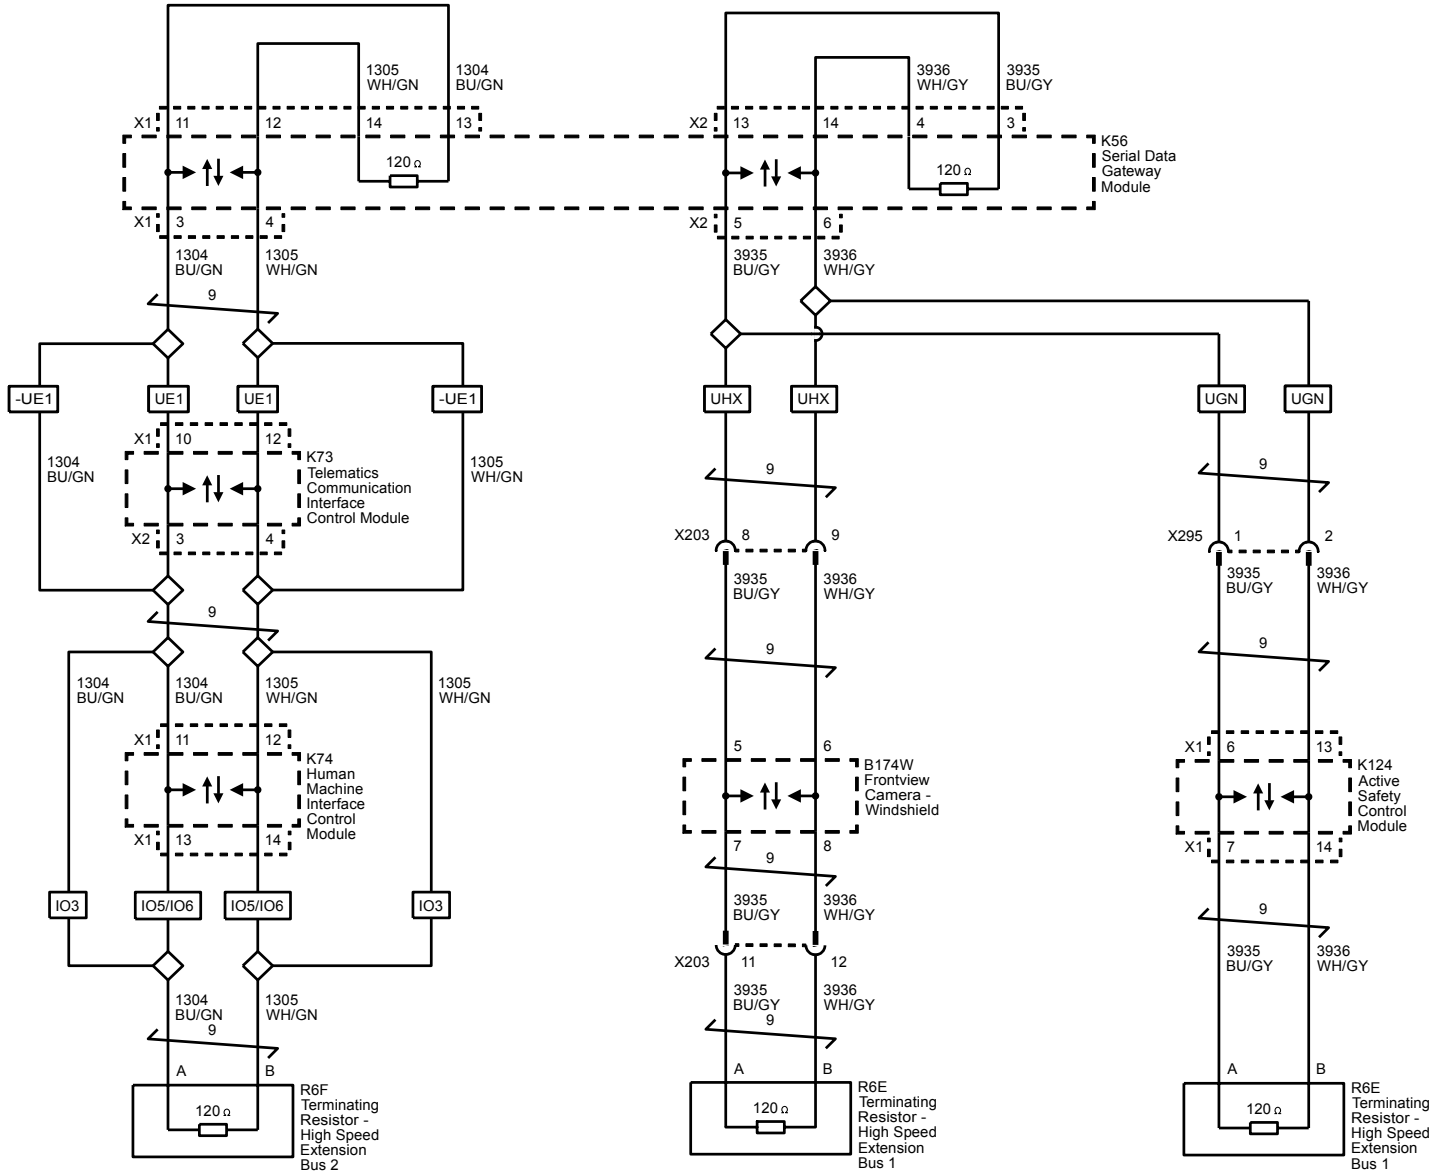 1305 1304 3936 3935
WH/GN BU/GN WH/GY BU/GY
X1 11 12 14 13 X2 13 14 4 3
K56
Serial Data
Gateway
Module
120 Ω 120 Ω
X1 3 4 X2 5 6
1304 1305 3935 3936
BU/GN WH/GN BU/GY WH/GY
9
-UE1 UE1 UE1 -UE1 UHX UHX UGN UGN
X1 10 12
K73
Telematics
Communication
Interface
Control Module
1304 1305
BU/GN WH/GN
9 9
X2 3 4 X203 8 9 X295 1 2
3935 3936 3935 3936
BU/GY WH/GY BU/GY WH/GY
9 9 9
1304 1304 1305 1305
BU/GN BU/GN WH/GN WH/GN
X1 11 12 5 6 X1 6 13
K74
Human
Machine
Interface
Control
Module
B174W
Frontview
Camera -
Windshield
K124
Active
Safety
Control
Module
X1 13 14 7 8 X1 7 14
9
IO3 IO5/IO6 IO5/IO6 IO3
3935 3936 9
BU/GY WH/GY
3935 3936
BU/GY WH/GY
X203 11 12
1304 1305 3935 3936
BU/GN WH/GN BU/GY WH/GY
9 9
A B A B A B
R6F
Terminating
Resistor -
High Speed
Extension
Bus 2
120 Ω
R6E
Terminating
Resistor -
High Speed
Extension
Bus 1
120 Ω
R6E
Terminating
Resistor -
High Speed
Extension
Bus 1
120 Ω